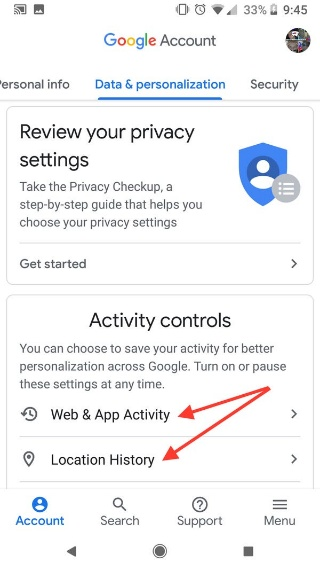 33% 9:45
Google Account
ersonal info Data & personalization Security
Review your privacy
settings
Take the Privacy Checkup, a
step-by-step guide that helps you
choose your privacy settings
Get started
Activity controls
You can choose to save your activity for better
personalization across Google. Turn on or pause
these settings at any time.
Web & App Activity
Location History
Account Search Support Menu